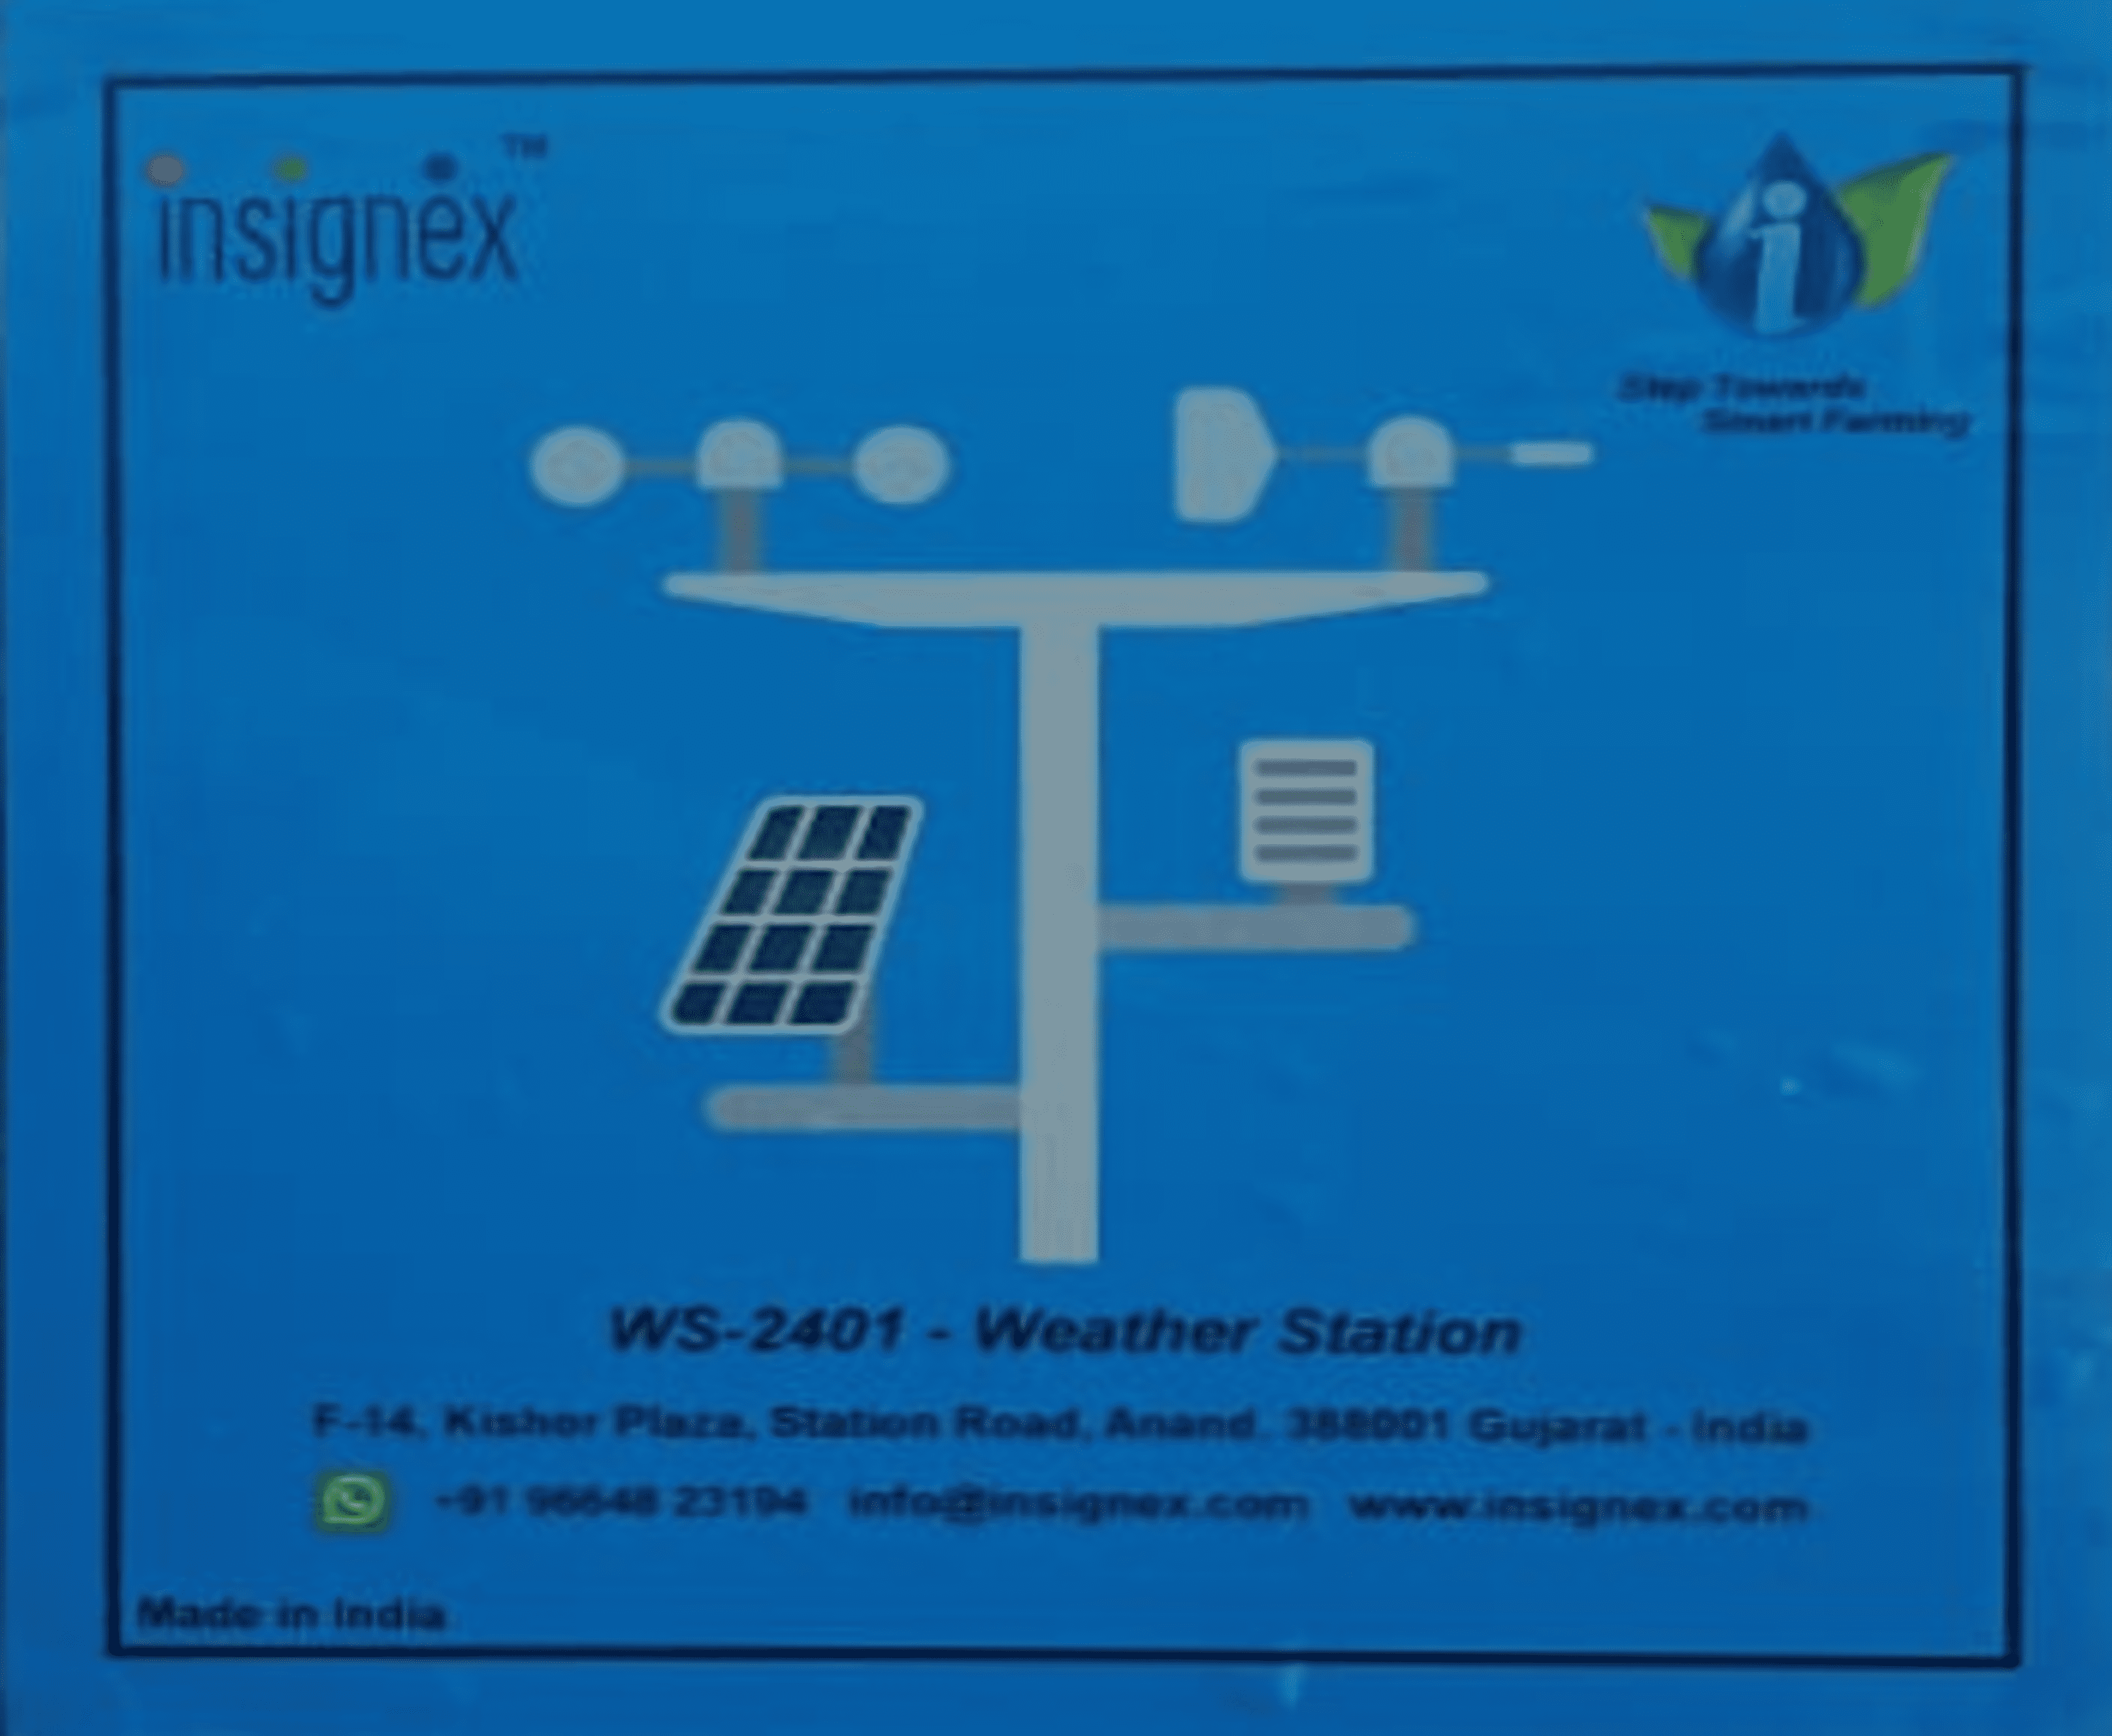 insignex™
Step Towards
Smart Farming
WS-2401 - Weather Station
F-14, Kishor Plaza, Station Road, Anand. 388001 Gujarat - India
+91 96648 23194 info@insignex.com www.insignex.com
Made in India